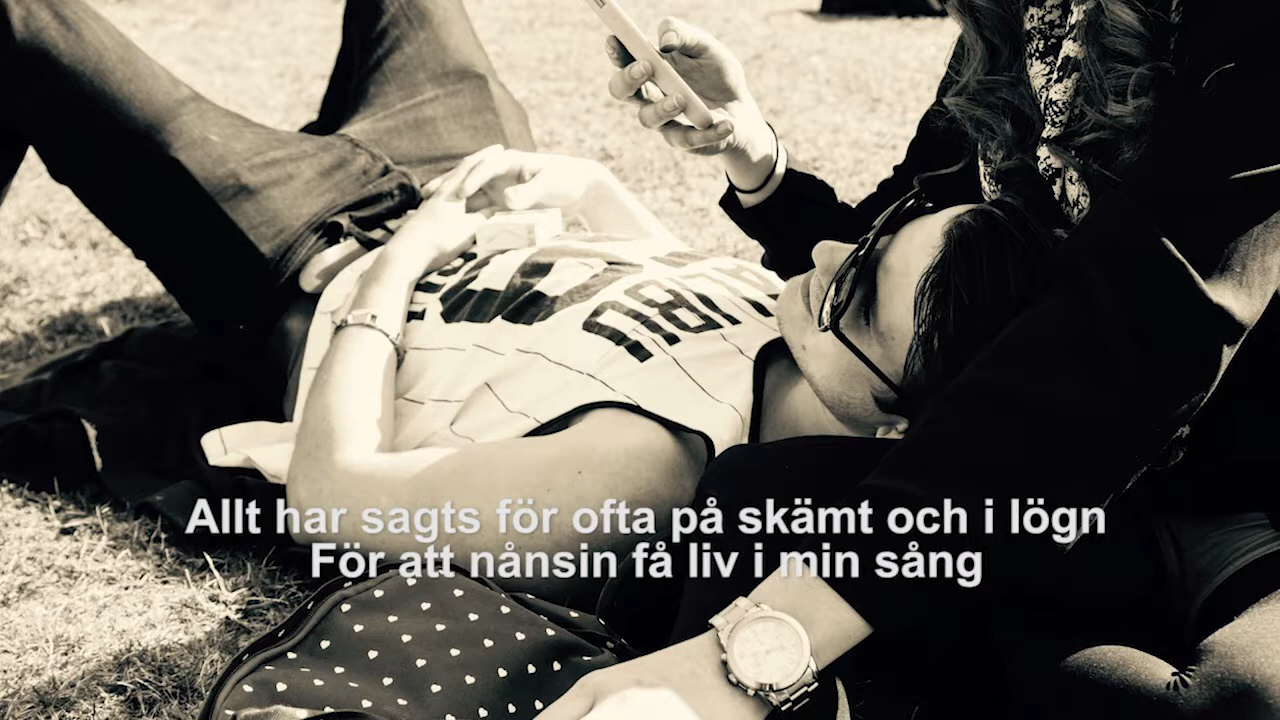 Allt har sagts för ofta på skämt och i lögn
För att nånsin få liv i min sång